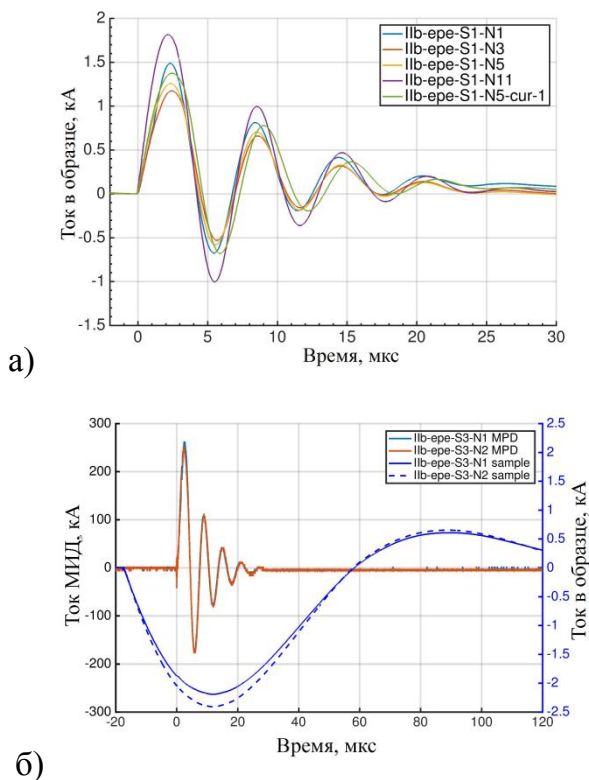 2
1.5
1
0.5
0
-0.5
-1
-1.5
Ток в образце, кА
IIb-epe-S1-N1
IIb-epe-S1-N3
IIb-epe-S1-N5
IIb-epe-S1-N11
IIb-epe-S1-N5-cur-1
0 5 10 15 20 25 30
Время, мкс
а)
300
200
100
0
-100
-200
-300
Ток МИД, кА
IIb-epe-S3-N1 MPD
IIb-epe-S3-N2 MPD
IIb-epe-S3-N1 sample
IIb-epe-S3-N2 sample
2.5
2
1.5
1
0.5
0
-0.5
-1
-1.5
-2
-2.5
Ток в образце, кА
-20 0 20 40 60 80 100 120
Время, мкс
б)